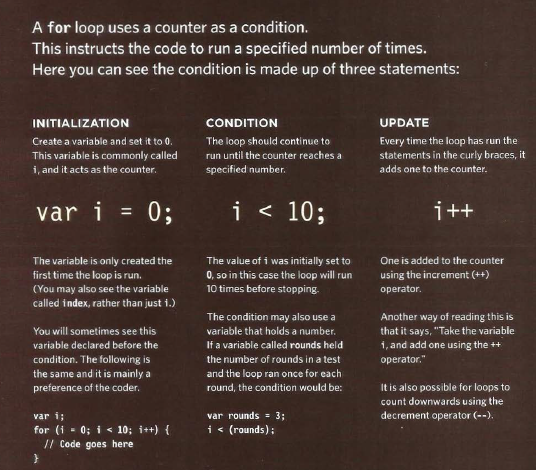 A for loop uses a counter as a condition.
This instructs the code to run a specified number of times.
Here you can see the condition is made up of three statements:
INITIALIZATION
Create a variable and set it to 0.
This variable is commonly called
i, and it acts as the counter.
var i = 0;
The variable is only created the
first time the loop is run.
(You may also see the variable
called index, rather than just i.)
You will sometimes see this
variable declared before the
condition. The following is
the same and it is mainly a
preference of the coder.
var i;
for (i = 0; i < 10; i++) {
// Code goes here
}
CONDITION
The loop should continue to
run until the counter reaches a
specified number.
i < 10;
The value of i was initially set to
0, so in this case the loop will run
10 times before stopping.
The condition may also use a
variable that holds a number.
If a variable called rounds held
the number of rounds in a test
and the loop ran once for each
round, the condition would be:
var rounds = 3;
i < (rounds);
UPDATE
Every time the loop has run the
statements in the curly braces, it
adds one to the counter.
i++
One is added to the counter
using the increment (++)
operator.
Another way of reading this is
that it says, "Take the variable
i, and add one using the ++
operator."
It is also possible for loops to
count downwards using the
decrement operator (--).